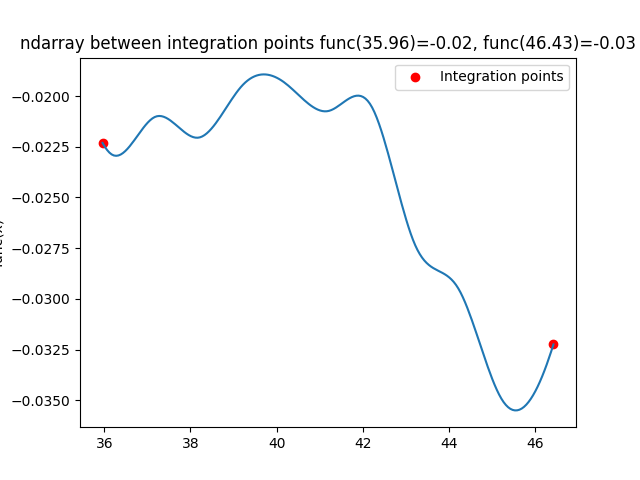 ndarray between integration points func(35.96)=-0.02, func(46.43)=-0.03
Integration points
−0.0200
−0.0225
−0.0250
−0.0275
−0.0300
−0.0325
−0.0350
36 38 40 42 44 46